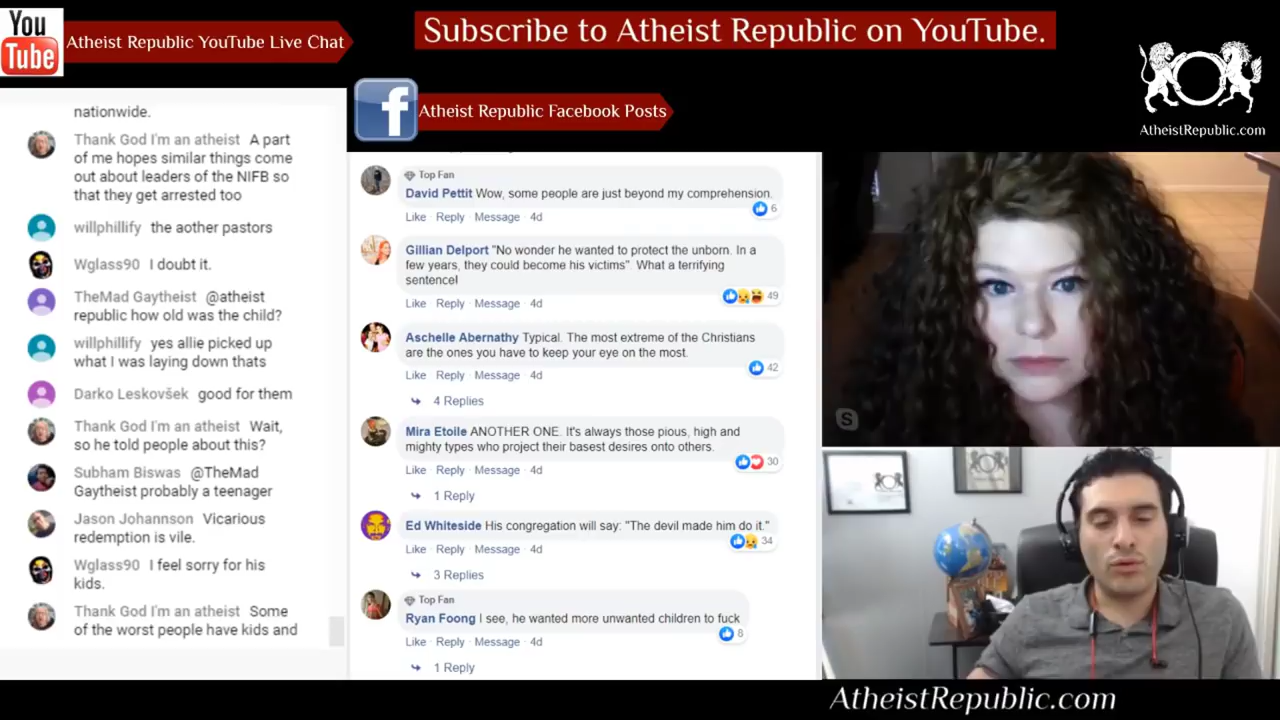 You
Tube
Atheist Republic YouTube Live Chat
Subscribe to Atheist Republic on YouTube.
AtheistRepublic.com
f
Atheist Republic Facebook Posts
nationwide.
Thank God I'm an atheist A part
of me hopes similar things come
out about leaders of the NIFB so
that they get arrested too
willphillify the aother pastors
Wglass90 I doubt it.
TheMad Gaytheist @atheist
republic how old was the child?
willphillify yes allie picked up
what I was laying down thats
Darko Leskovšek good for them
Thank God I'm an atheist Wait,
so he told people about this?
Subham Biswas @TheMad
Gaytheist probably a teenager
Jason Johannson Vicarious
redemption is vile.
Wglass90 I feel sorry for his
kids.
Thank God I'm an atheist Some
of the worst people have kids and
Top Fan
David Pettit Wow, some people are just beyond my comprehension.
6
Like · Reply · Message · 4d
Gillian Delport "No wonder he wanted to protect the unborn. In a
few years, they could become his victims". What a terrifying
sentence!
49
Like · Reply · Message · 4d
Aschelle Abernathy Typical. The most extreme of the Christians
are the ones you have to keep your eye on the most.
42
Like · Reply · Message · 4d
4 Replies
Mira Etoile ANOTHER ONE. It's always those pious, high and
mighty types who project their basest desires onto others.
30
Like · Reply · Message · 4d
1 Reply
Ed Whiteside His congregation will say: "The devil made him do it."
34
Like · Reply · Message · 4d
3 Replies
Top Fan
Ryan Foong I see, he wanted more unwanted children to fuck
8
Like · Reply · Message · 4d
1 Reply
S
AtheistRepublic.com